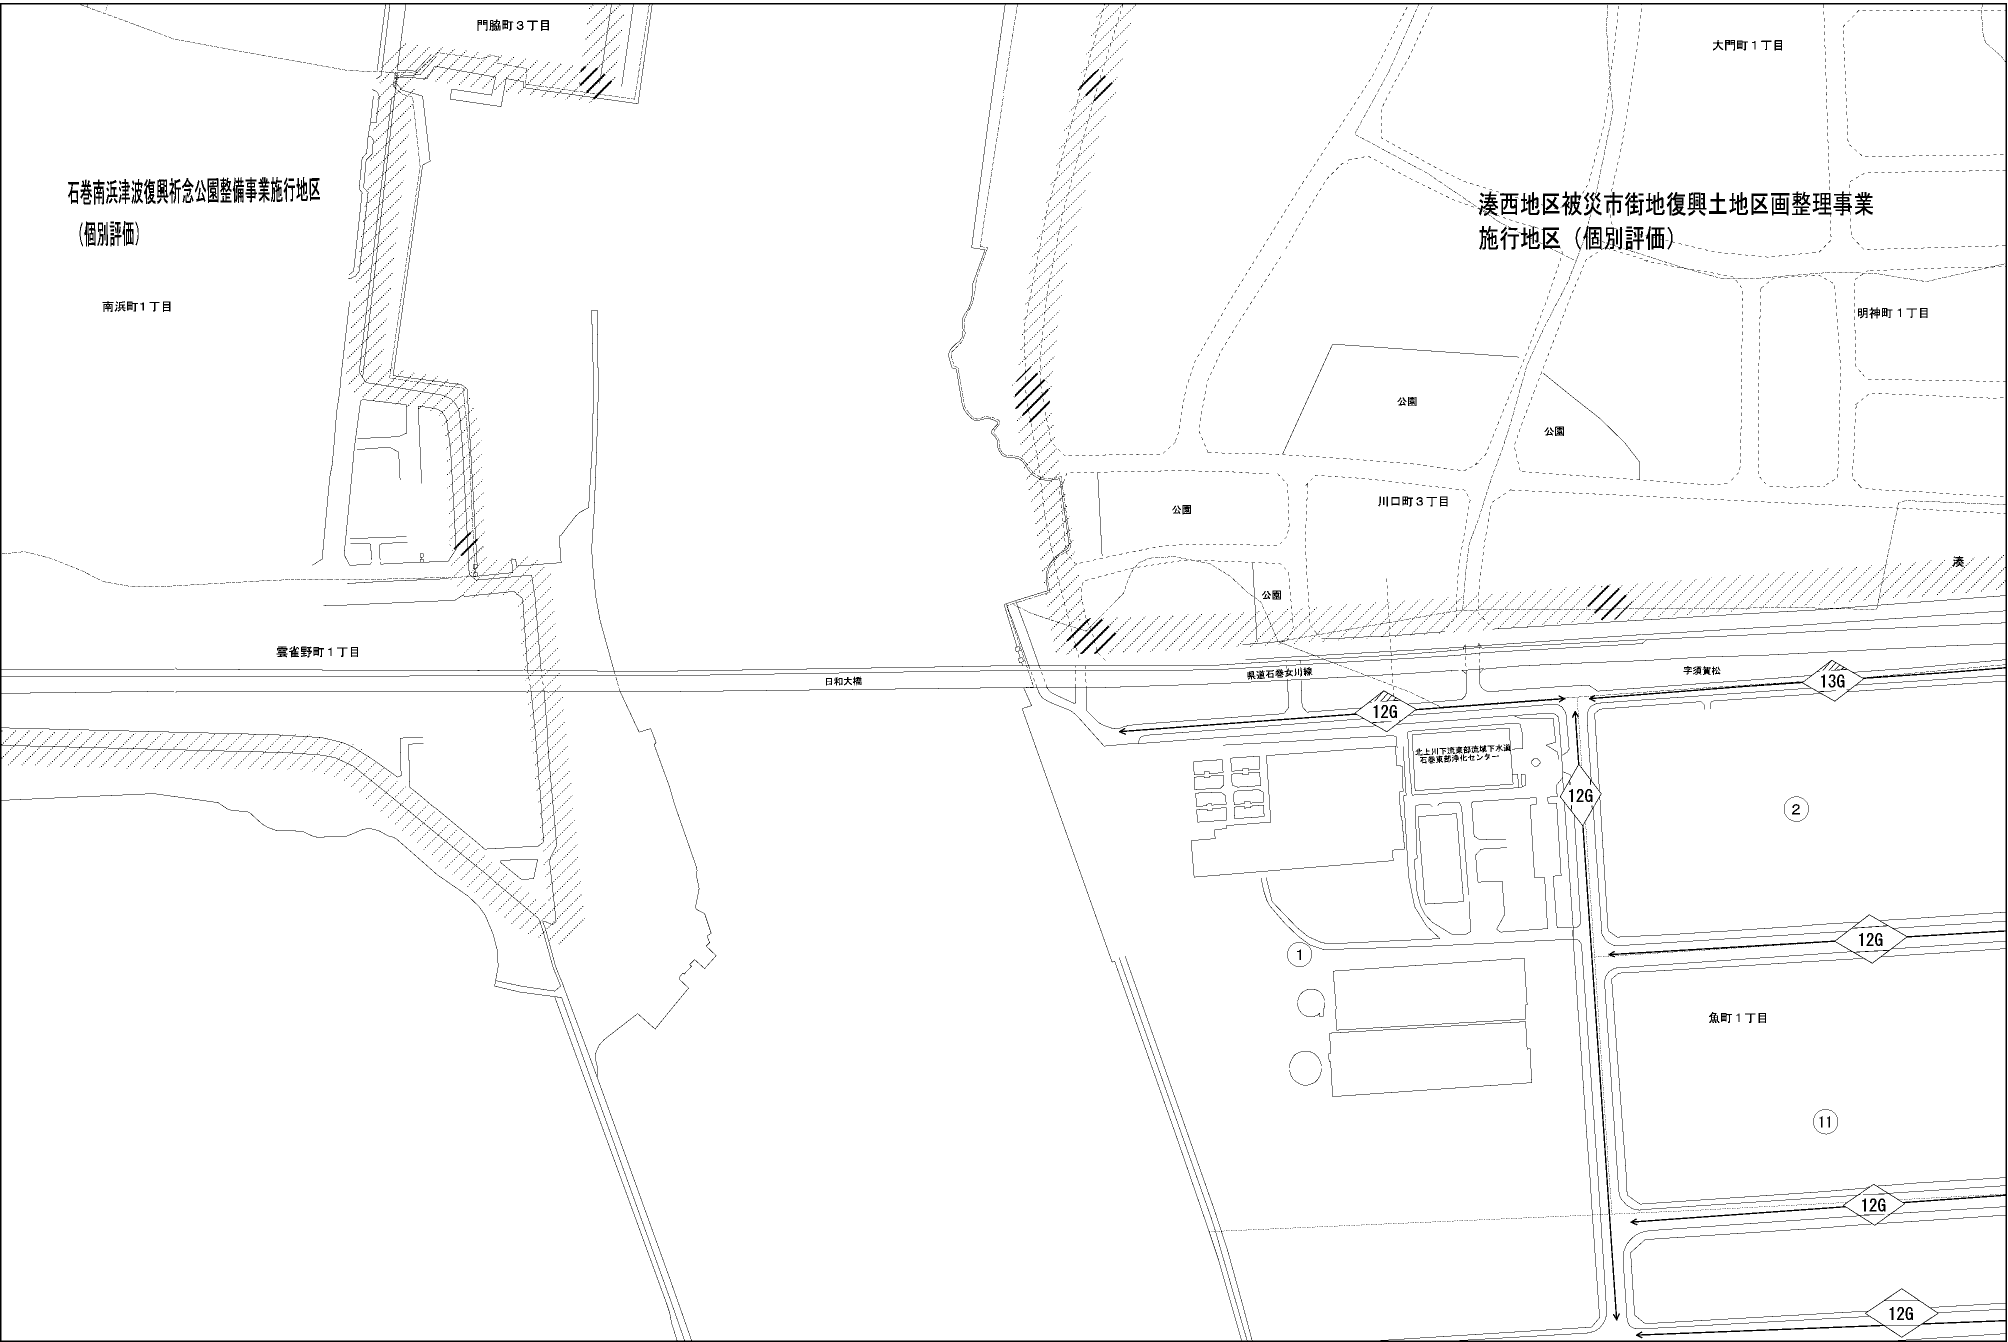 門脇町３丁目
大門町１丁目
石巻南浜津波復興祈念公園整備事業施行地区
（個別評価）
湊西地区被災市街地復興土地区画整理事業
施行地区（個別評価）
南浜町１丁目
明神町１丁目
公園
公園
川口町３丁目
公園
湊
公園
雲雀野町１丁目
日和大橋
県道石巻女川線
字須賀松
13G
12G
北上川下流東部流域下水道
石巻東部浄化センター
12G
2
12G
1
魚町１丁目
11
12G
12G